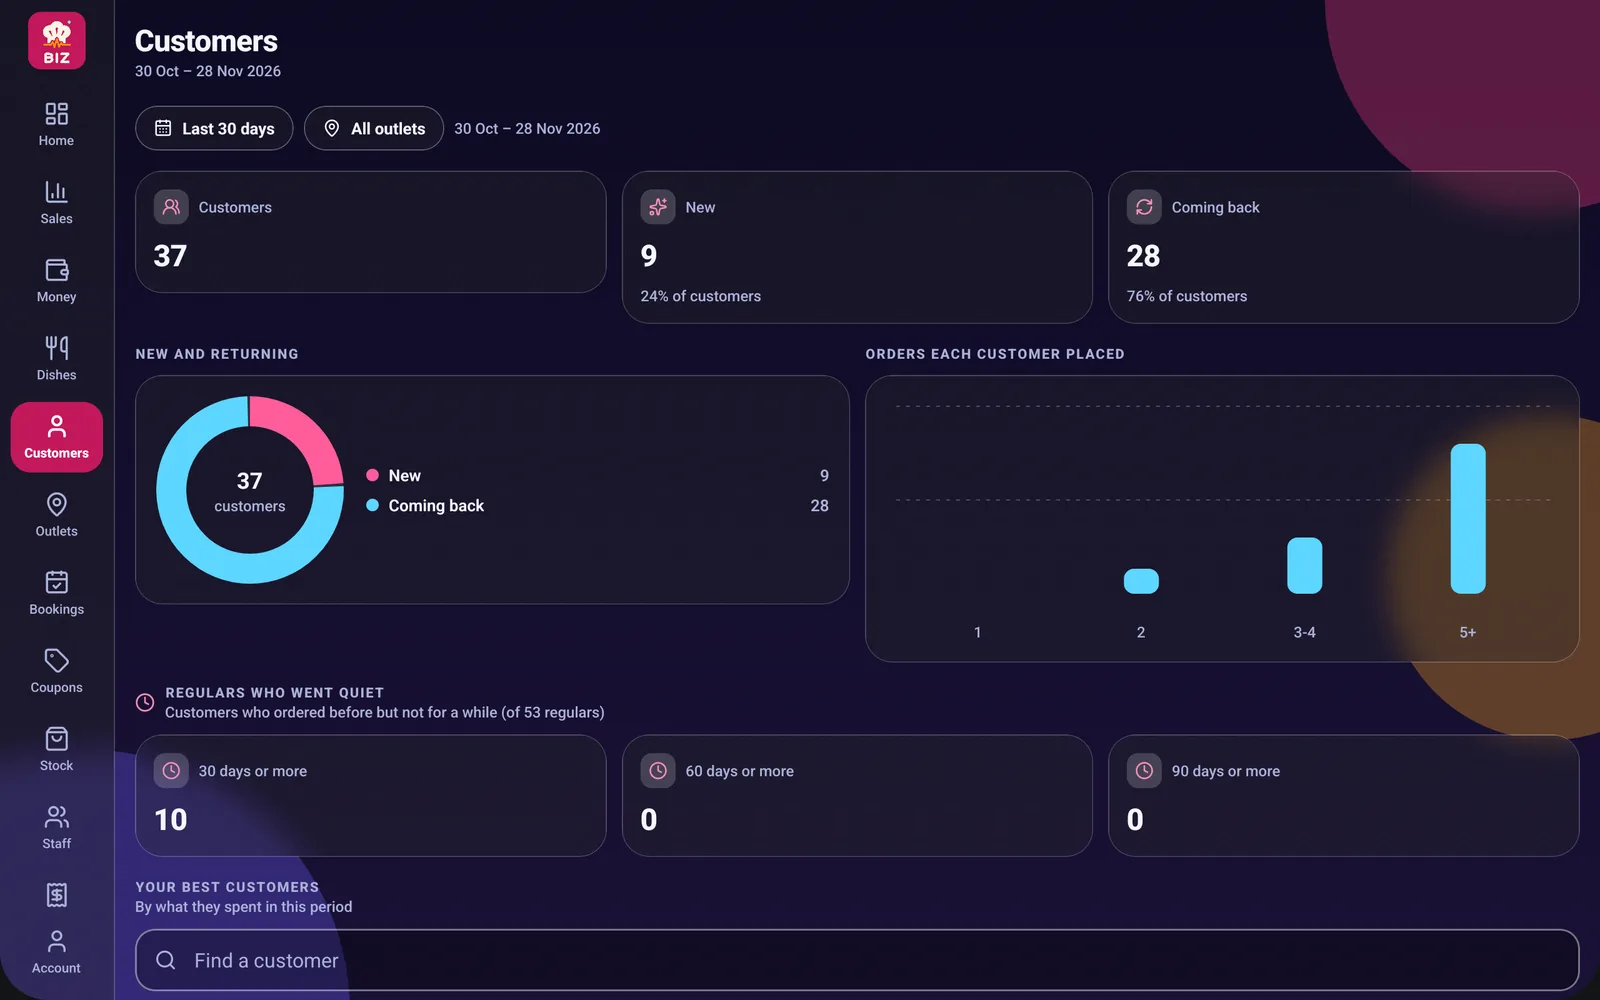 BIZ
Home
Sales
Money
Dishes
Customers
Outlets
Bookings
Coupons
Stock
Staff
Account
Customers
30 Oct – 28 Nov 2026
Last 30 days
All outlets
30 Oct – 28 Nov 2026
Customers
37
New
9
24% of customers
Coming back
28
76% of customers
NEW AND RETURNING
37
customers
New 9
Coming back 28
ORDERS EACH CUSTOMER PLACED
1 2 3-4 5+
REGULARS WHO WENT QUIET
Customers who ordered before but not for a while (of 53 regulars)
30 days or more
10
60 days or more
0
90 days or more
0
YOUR BEST CUSTOMERS
By what they spent in this period
Find a customer